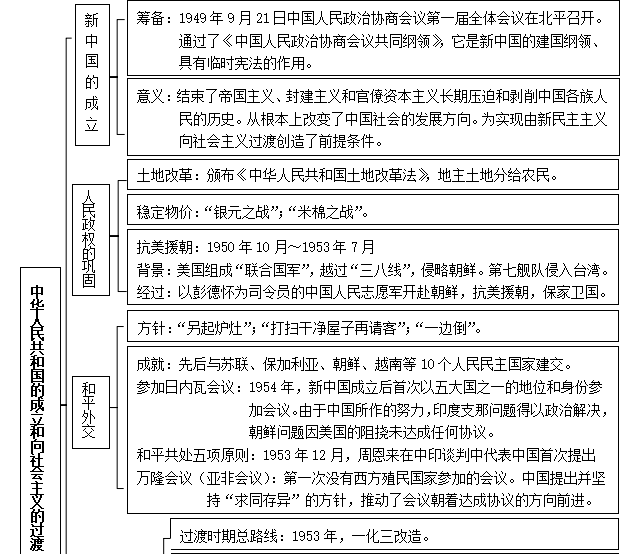 中华人民共和国的成立和向社会主义的过渡
新中国的成立
筹备：1949年9月21日中国人民政治协商会议第一届全体会议在北平召开。
通过了《中国人民政治协商会议共同纲领》，它是新中国的建国纲领、
具有临时宪法的作用。
意义：结束了帝国主义、封建主义和官僚资本主义长期压迫和剥削中国各族人
民的历史。从根本上改变了中国社会的发展方向。为实现由新民主主义
向社会主义过渡创造了前提条件。
人民政权的巩固
土地改革：颁布《中华人民共和国土地改革法》，地主土地分给农民。
稳定物价：“银元之战”；“米棉之战”。
抗美援朝：1950年10月～1953年7月
背景：美国组成“联合国军”，越过“三八线”，侵略朝鲜。第七舰队侵入台湾。
经过：以彭德怀为司令员的中国人民志愿军开赴朝鲜，抗美援朝，保家卫国。
和平外交
方针：“另起炉灶”；“打扫干净屋子再请客”；“一边倒”。
成就：先后与苏联、保加利亚、朝鲜、越南等10个人民民主国家建交。
参加日内瓦会议：1954年，新中国成立后首次以五大国之一的地位和身份参
加会议。由于中国所作的努力，印度支那问题得以政治解决，
朝鲜问题因美国的阻挠未达成任何协议。
和平共处五项原则：1953年12月，周恩来在中印谈判中代表中国首次提出
万隆会议（亚非会议）：第一次没有西方殖民国家参加的会议。中国提出并坚
持“求同存异”的方针，推动了会议朝着达成协议的方向前进。
过渡时期总路线：1953年，一化三改造。